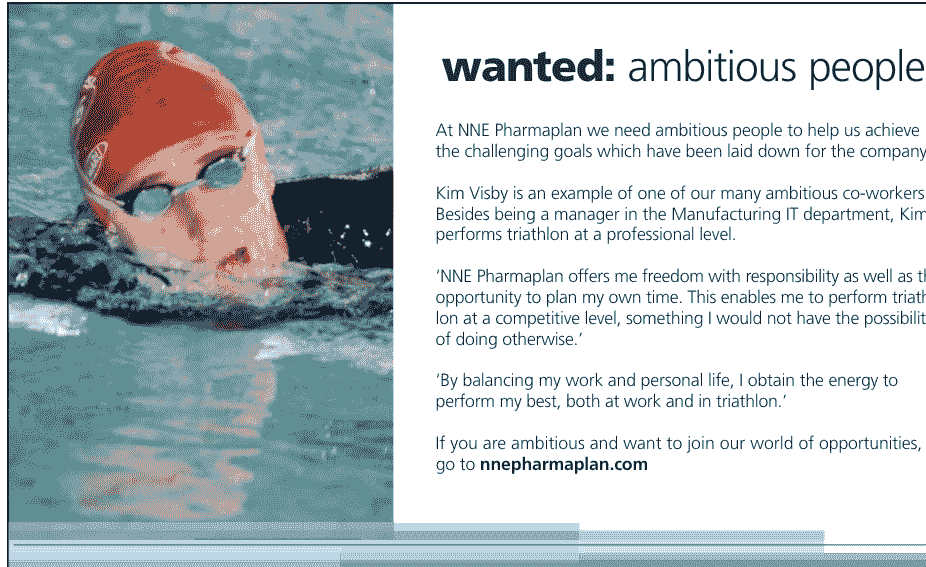 wanted: ambitious people
At NNE Pharmaplan we need ambitious people to help us achieve
the challenging goals which have been laid down for the company
Kim Visby is an example of one of our many ambitious co-workers
Besides being a manager in the Manufacturing IT department, Kim
performs triathlon at a professional level.
‘NNE Pharmaplan offers me freedom with responsibility as well as th
opportunity to plan my own time. This enables me to perform triath
lon at a competitive level, something I would not have the possibilit
of doing otherwise.’
‘By balancing my work and personal life, I obtain the energy to
perform my best, both at work and in triathlon.’
If you are ambitious and want to join our world of opportunities,
go to nnepharmaplan.com